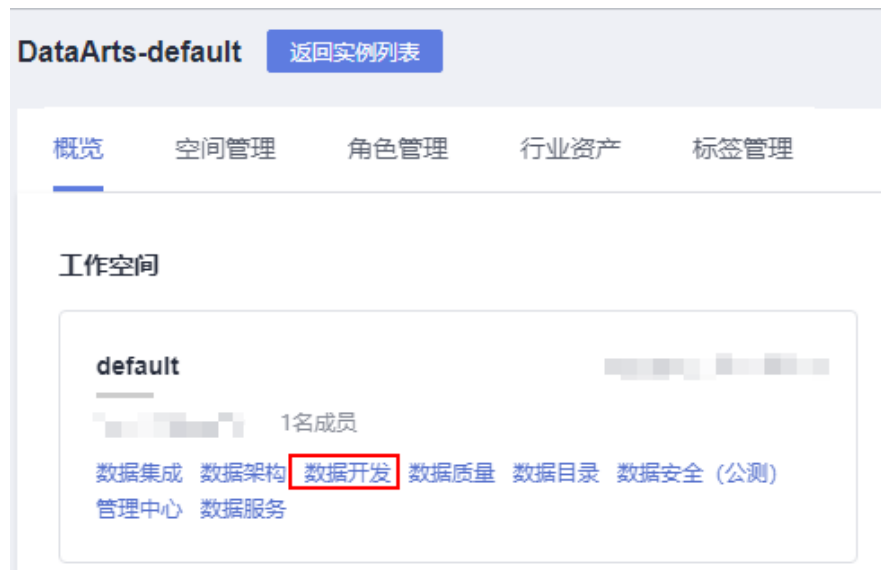 DataArts-default 返回实例列表
概览 空间管理 角色管理 行业资产 标签管理
工作空间
default
1名成员
数据集成 数据架构 数据开发 数据质量 数据目录 数据安全 (公测)
管理中心 数据服务